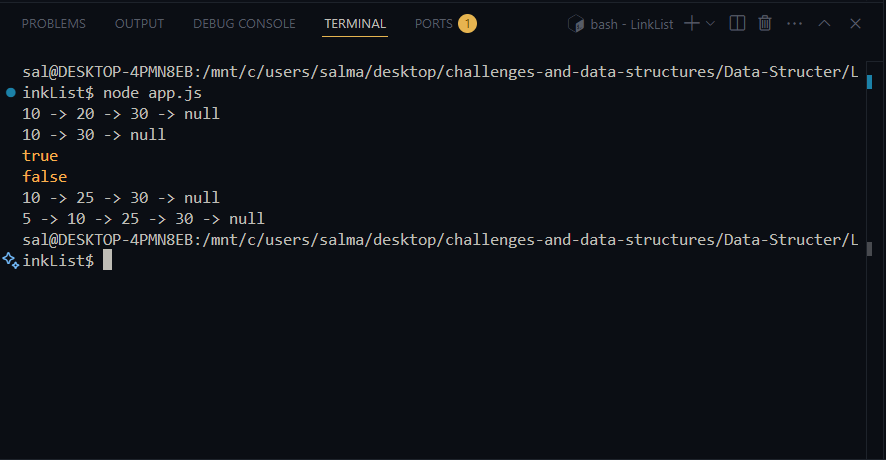 PROBLEMS OUTPUT DEBUG CONSOLE TERMINAL PORTS 1 bash - LinkList
sal@DESKTOP-4PMN8EB:/mnt/c/users/salma/desktop/challenges-and-data-structures/Data-Structer/L
inkList$ node app.js
10 -> 20 -> 30 -> null
10 -> 30 -> null
true
false
10 -> 25 -> 30 -> null
5 -> 10 -> 25 -> 30 -> null
sal@DESKTOP-4PMN8EB:/mnt/c/users/salma/desktop/challenges-and-data-structures/Data-Structer/L
inkList$